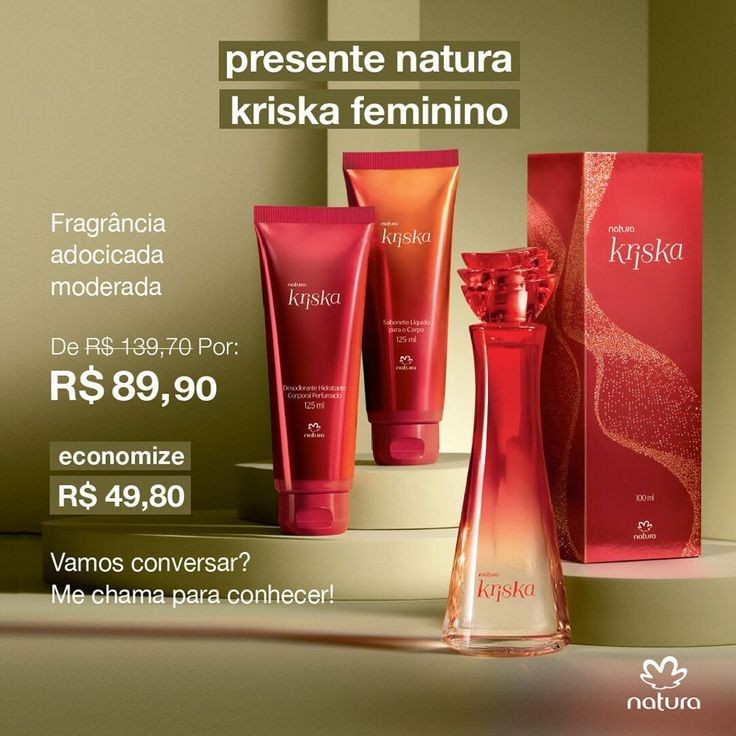 presente natura
kriska feminino
Fragrância
adocicada
moderada
De R$ 139,70 Por:
R$ 89,90
economize
R$ 49,80
Vamos conversar?
Me chama para conhecer!
natura
kriska
Desodorante Hidratante
Corporal Perfumado
125 ml
natura
natura
kriska
Sabonete Líquido
para o Corpo
125 ml
natura
natura
kriska
100 ml
natura
natura
kriska
natura